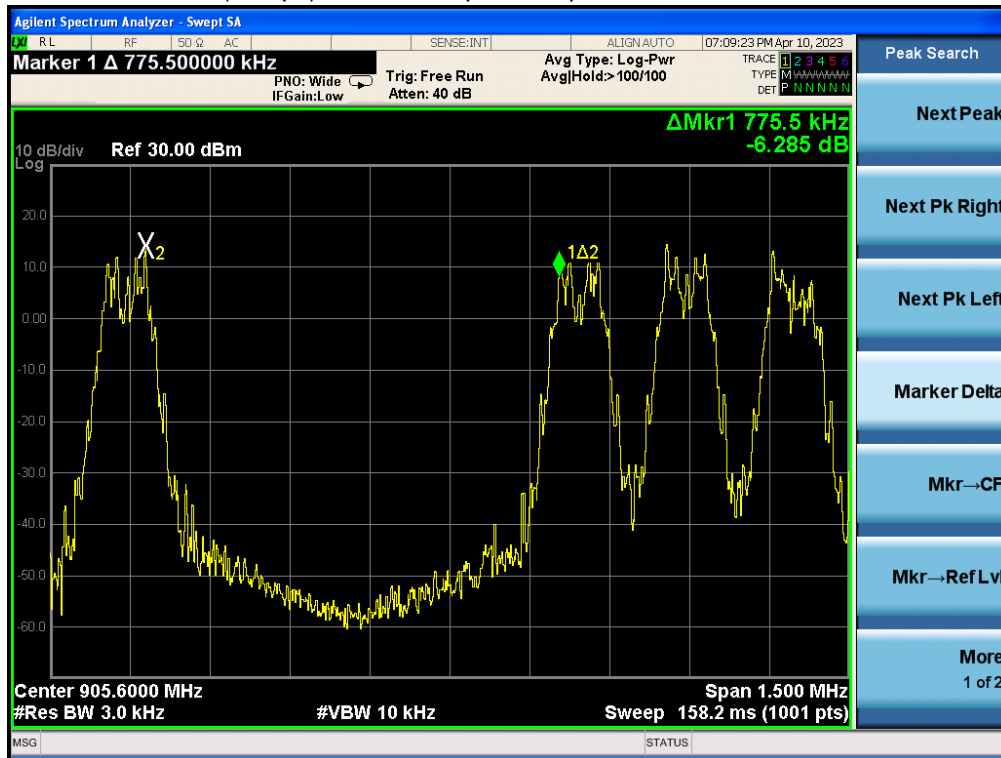 Agilent Spectrum Analyzer - Swept SA
LXI RL RF 50 Ω AC SENSE:INT ALIGN AUTO 07:09:23 PM Apr 10, 2023
Marker 1 Δ 775.500000 kHz
PNO: Wide
IFGain:Low
Trig: Free Run
Atten: 40 dB
Avg Type: Log-Pwr
Avg|Hold:>100/100
TRACE 1 2 3 4 5 6
TYPE M
DET P N N N N N
Peak Search
ΔMkr1 775.5 kHz
-6.285 dB
10 dB/div Ref 30.00 dBm
Log
20.0
10.0
0.00
-10.0
-20.0
-30.0
-40.0
-50.0
-60.0
X2
1Δ2
Center 905.6000 MHz
Span 1.500 MHz
#Res BW 3.0 kHz
#VBW 10 kHz
Sweep 158.2 ms (1001 pts)
MSG
STATUS
Next Peak
Next Pk Right
Next Pk Left
Marker Delta
Mkr→CF
Mkr→Ref Lvl
More
1 of 2